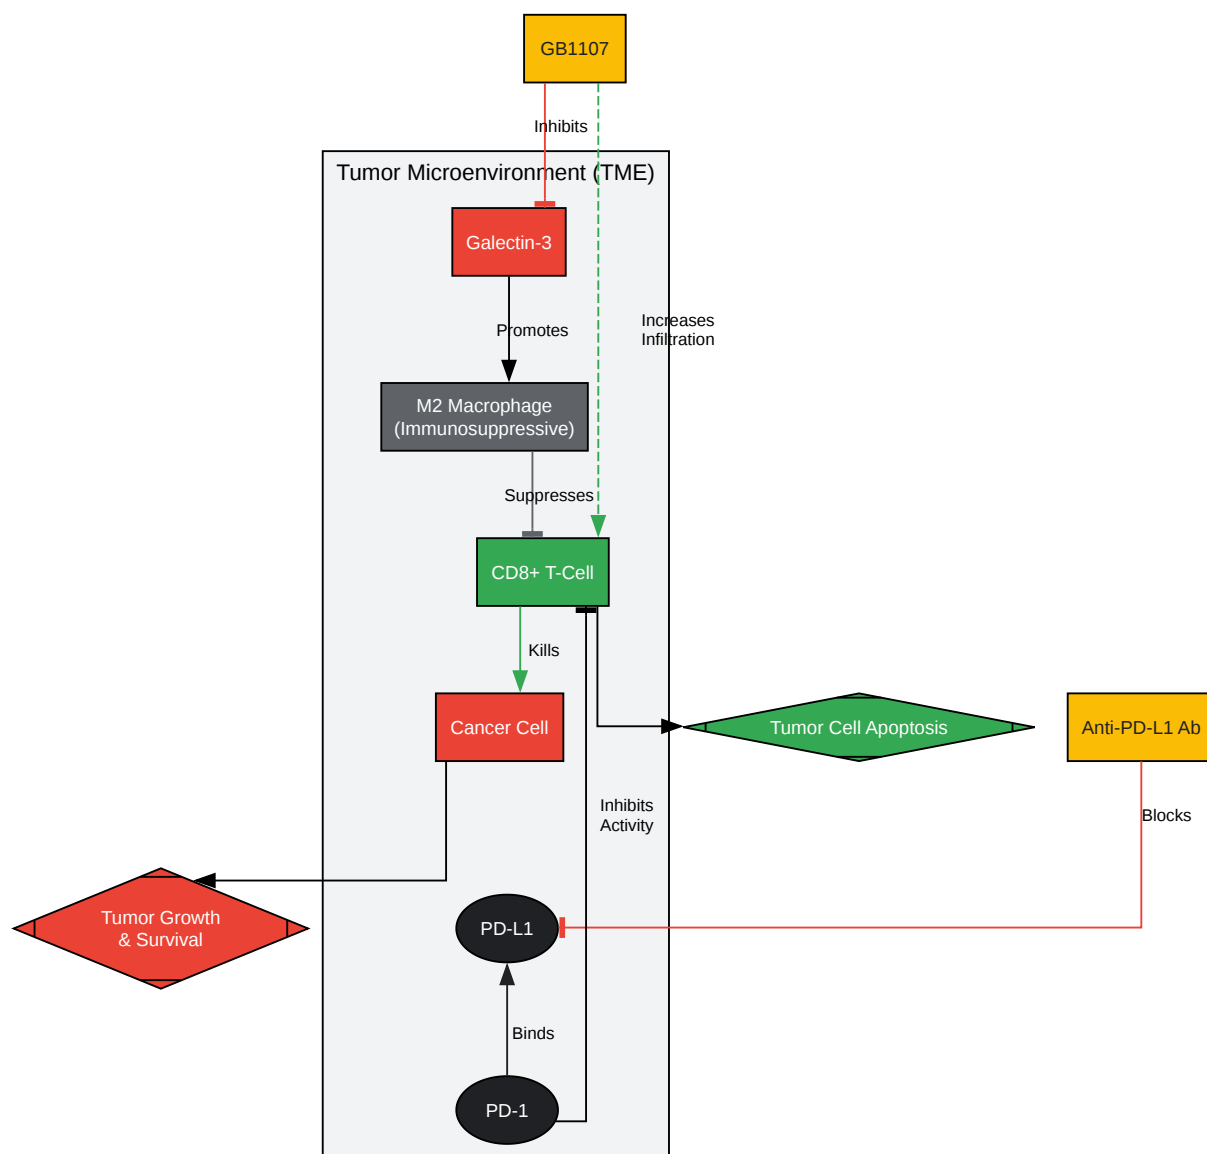 GB1107
Inhibits
Tumor Microenvironment (TME)
Galectin-3
Promotes
Increases
Infiltration
M2 Macrophage
(Immunosuppressive)
Suppresses
CD8+ T-Cell
Kills
Cancer Cell
Tumor Cell Apoptosis
Anti-PD-L1 Ab
Inhibits
Activity
Blocks
Tumor Growth
& Survival
PD-L1
Binds
PD-1